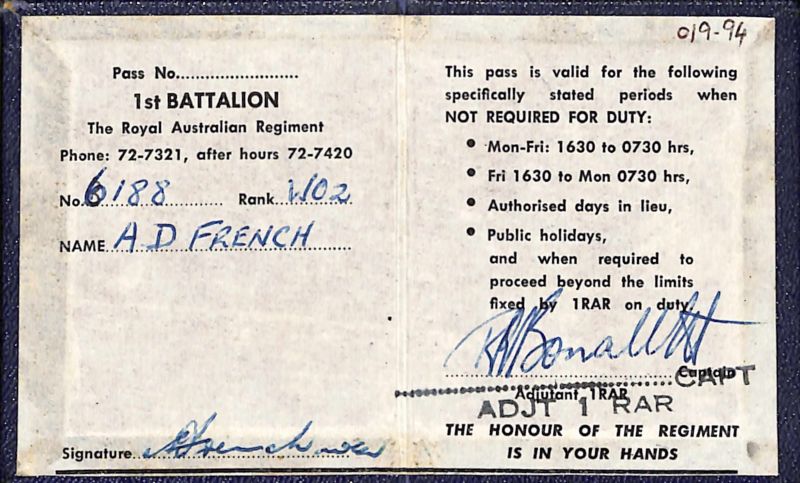 019-94
Pass No..........................
1st BATTALION
The Royal Australian Regiment
Phone: 72-7321, after hours 72-7420
No. 6188 Rank WO2
NAME A D FRENCH
Signature
This pass is valid for the following
specifically stated periods when
NOT REQUIRED FOR DUTY:
• Mon-Fri: 1630 to 0730 hrs,
• Fri 1630 to Mon 0730 hrs,
• Authorised days in lieu,
• Public holidays,
and when required to
proceed beyond the limits
fixed by 1RAR on duty.
Captain
CAPT
Adjutant 1RAR
ADJT 1 RAR
THE HONOUR OF THE REGIMENT
IS IN YOUR HANDS